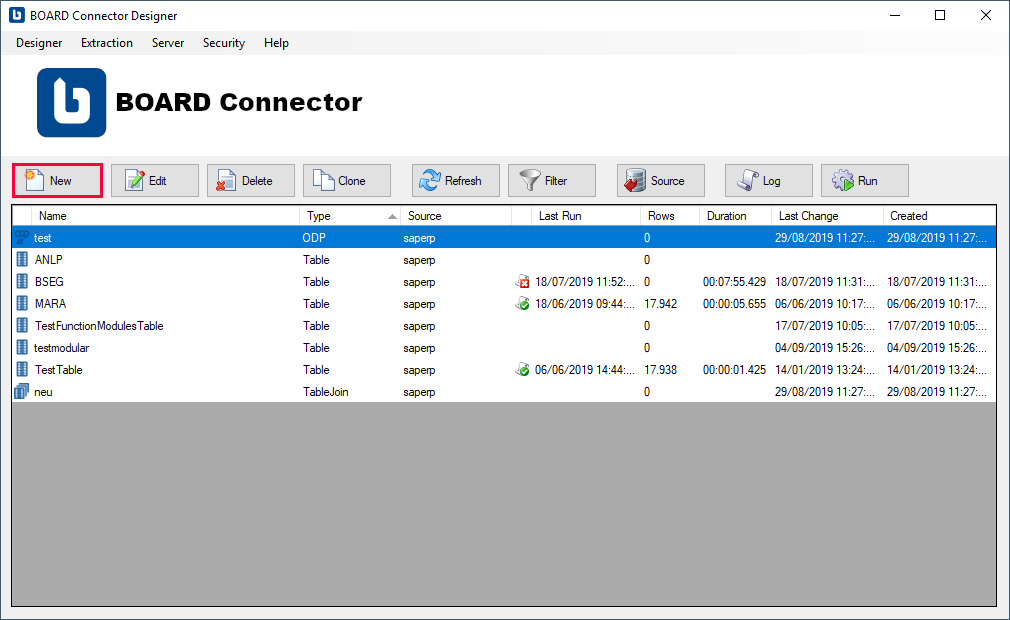 BOARD Connector Designer
Designer Extraction Server Security Help
BOARD Connector
New Edit Delete Clone Refresh Filter Source Log Run
Name Type Source Last Run Rows Duration Last Change Created
test ODP saperp 0 29/08/2019 11:27:... 29/08/2019 11:27:...
ANLP Table saperp 0
BSEG Table saperp 18/07/2019 11:52:... 0 00:07:55.429 18/07/2019 11:31:... 18/07/2019 11:31:...
MARA Table saperp 18/06/2019 09:44:... 17.942 00:00:05.655 06/06/2019 10:17:... 06/06/2019 10:17:...
TestFunctionModulesTable Table saperp 0 17/07/2019 10:05:... 17/07/2019 10:05:...
testmodular Table saperp 0 04/09/2019 15:26:... 04/09/2019 15:26:...
TestTable Table saperp 06/06/2019 14:44:... 17.938 00:00:01.425 14/01/2019 13:24:... 14/01/2019 13:24:...
neu TableJoin saperp 0 29/08/2019 11:27:... 29/08/2019 11:27:...